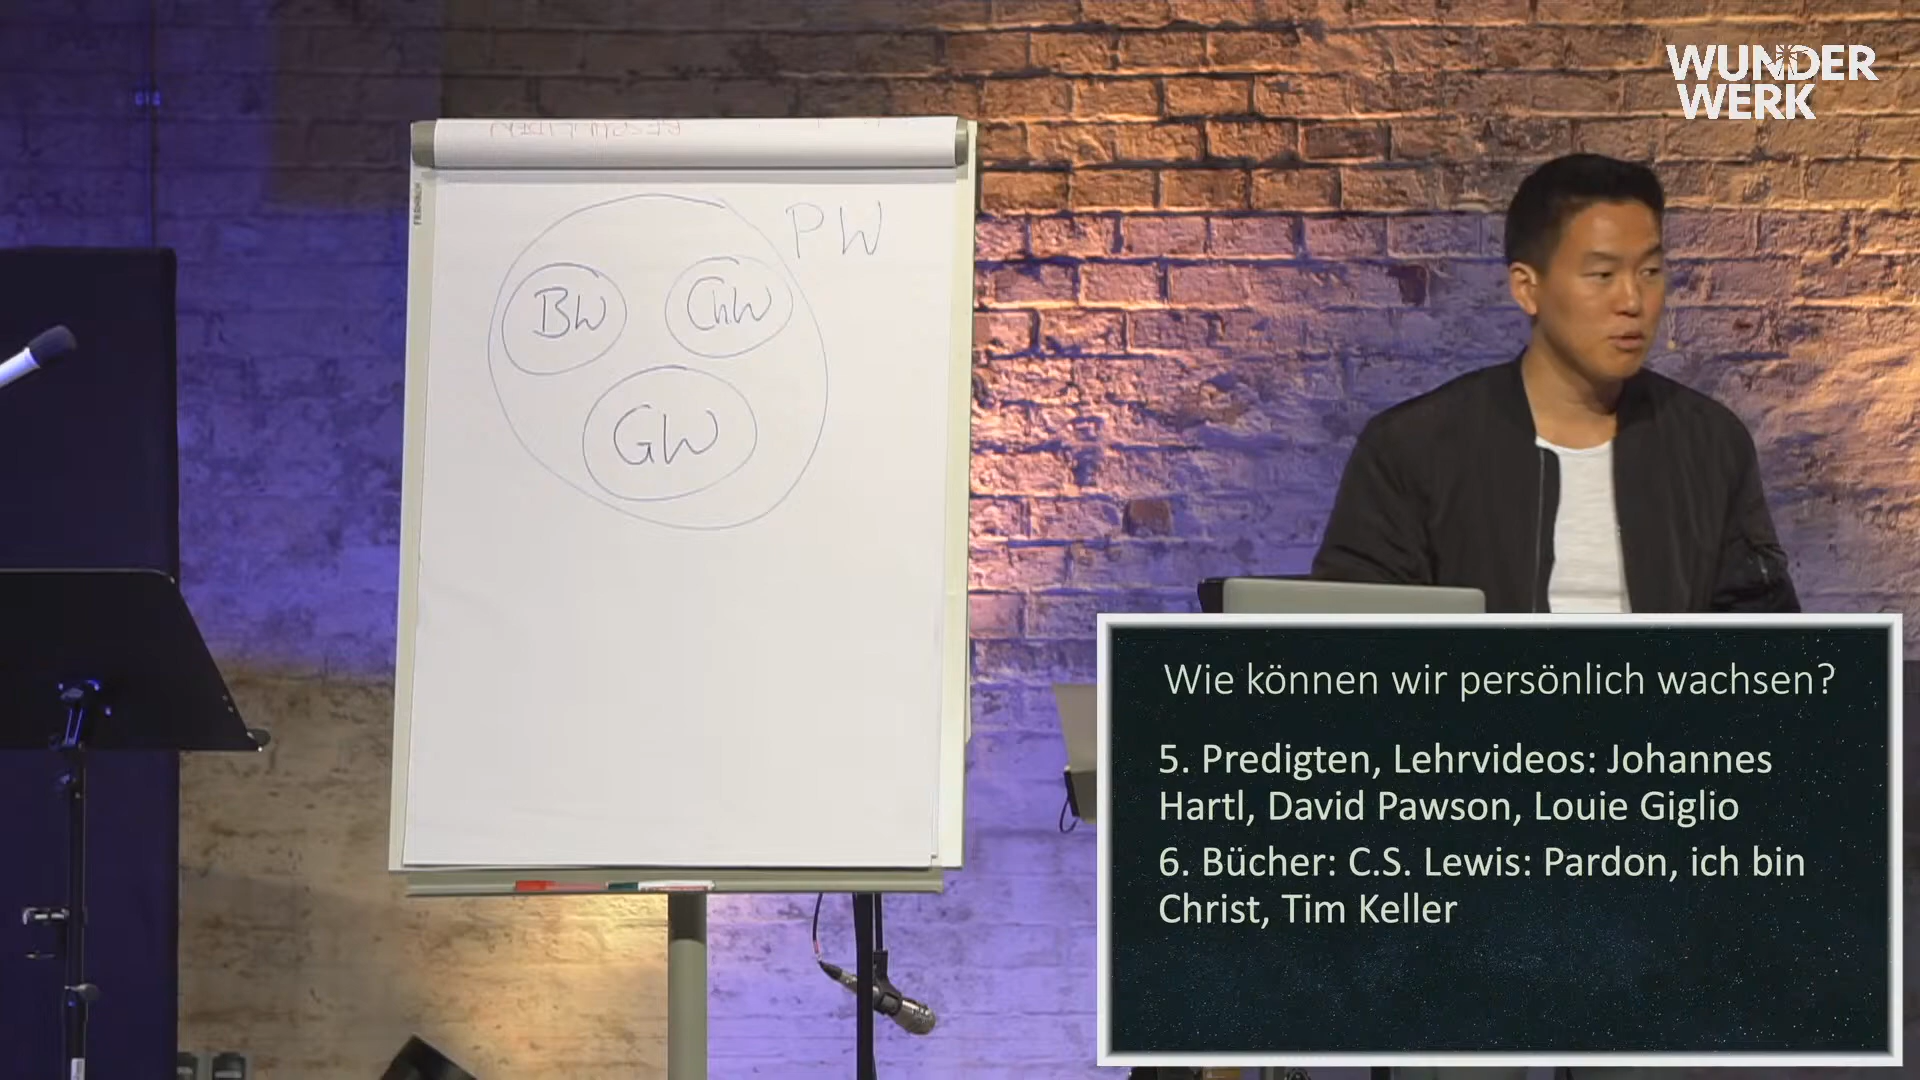 WUNDER
WERK
PW
BW
ChW
GW
Wie können wir persönlich wachsen?
5. Predigten, Lehrvideos: Johannes
Hartl, David Pawson, Louie Giglio
6. Bücher: C.S. Lewis: Pardon, ich bin
Christ, Tim Keller